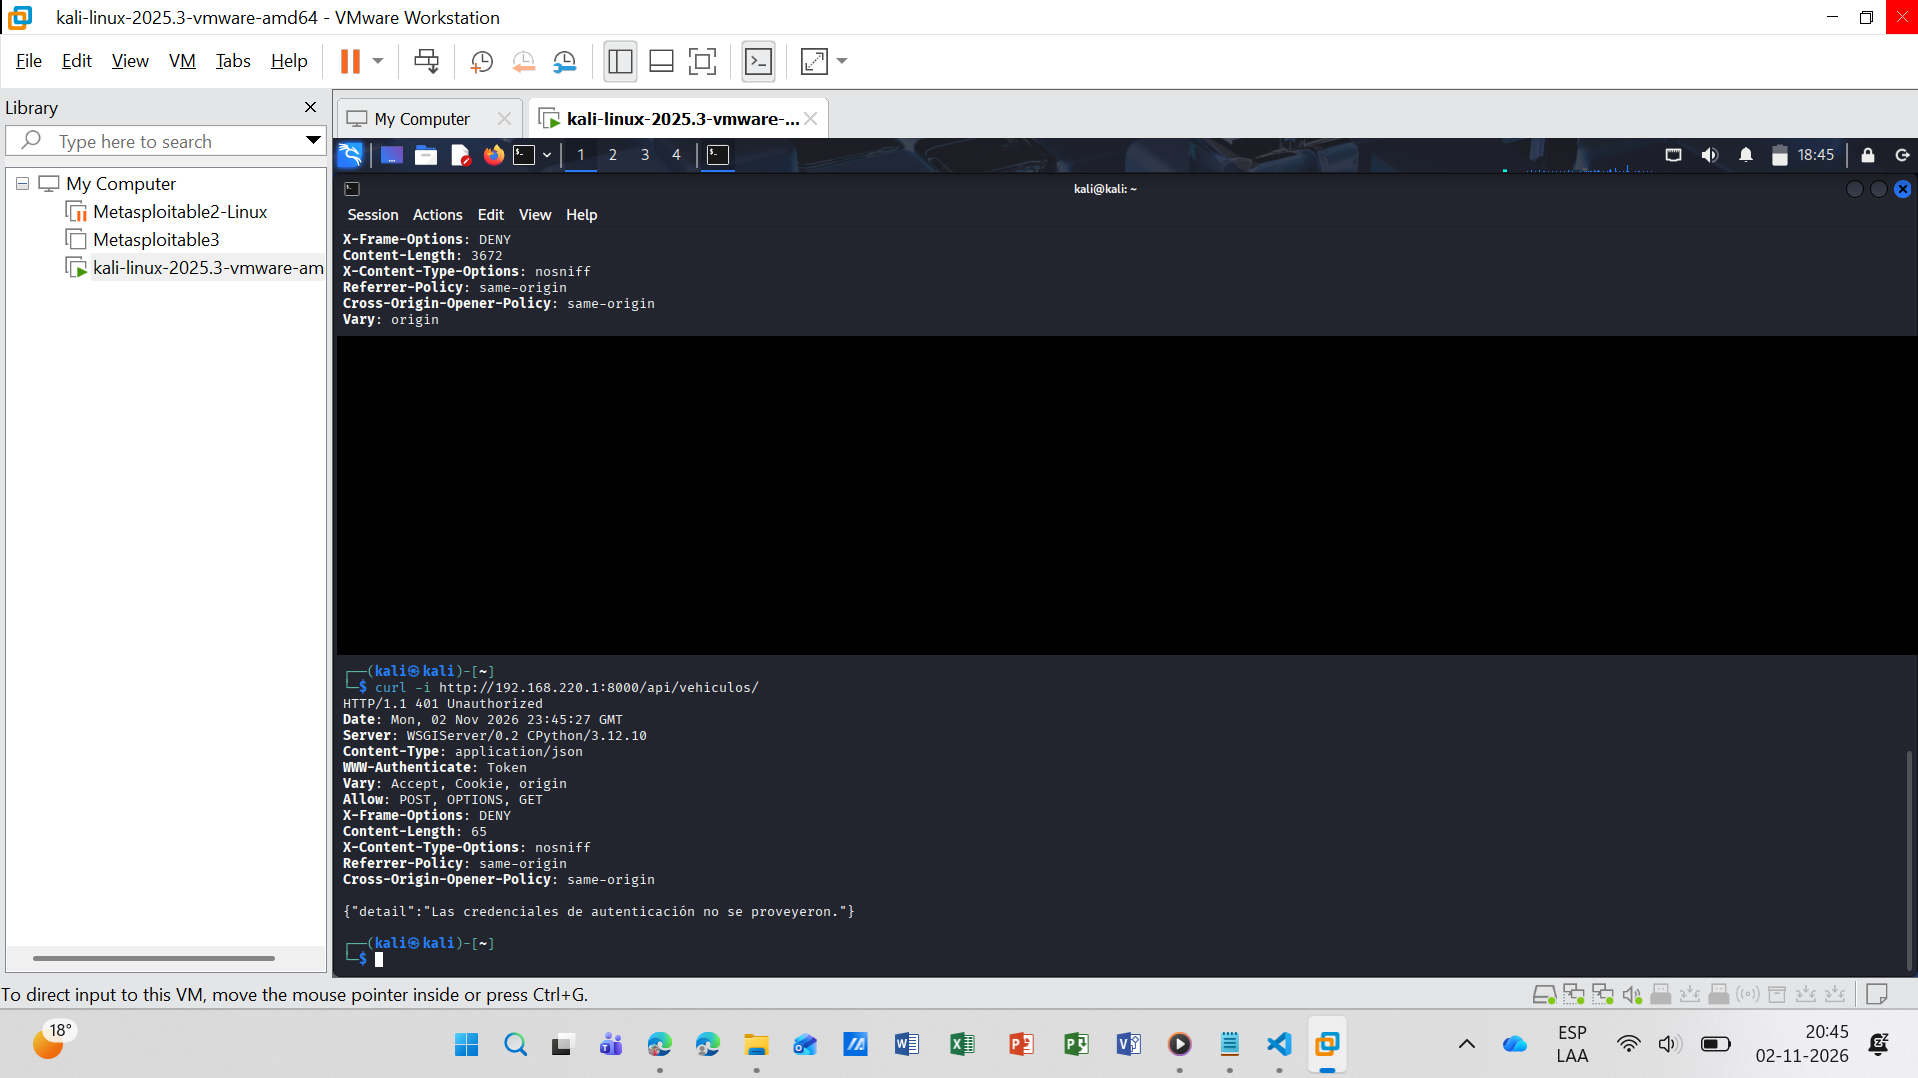 kali-linux-2025.3-vmware-amd64 - VMware Workstation
File Edit View VM Tabs Help
Library
Type here to search
My Computer
Metasploitable2-Linux
Metasploitable3
kali-linux-2025.3-vmware-am
My Computer
kali-linux-2025.3-vmware-...
1 2 3 4
18:45
kali@kali: ~
Session Actions Edit View Help
X-Frame-Options: DENY
Content-Length: 3672
X-Content-Type-Options: nosniff
Referrer-Policy: same-origin
Cross-Origin-Opener-Policy: same-origin
Vary: origin
┌──(kali㉿kali)-[~]
└─$ curl -i http://192.168.220.1:8000/api/vehiculos/
HTTP/1.1 401 Unauthorized
Date: Mon, 02 Nov 2026 23:45:27 GMT
Server: WSGIServer/0.2 CPython/3.12.10
Content-Type: application/json
WWW-Authenticate: Token
Vary: Accept, Cookie, origin
Allow: POST, OPTIONS, GET
X-Frame-Options: DENY
Content-Length: 65
X-Content-Type-Options: nosniff
Referrer-Policy: same-origin
Cross-Origin-Opener-Policy: same-origin
{"detail":"Las credenciales de autenticación no se proveyeron."}
┌──(kali㉿kali)-[~]
└─$
To direct input to this VM, move the mouse pointer inside or press Ctrl+G.
18°
ESP
LAA
20:45
02-11-2026